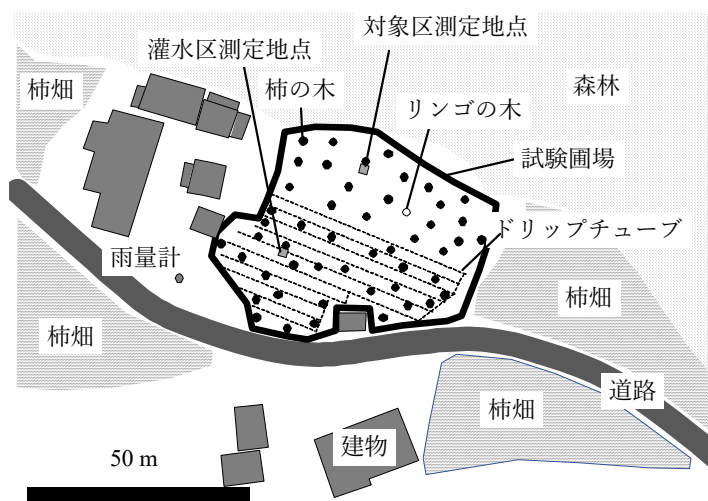 対象区測定地点
灌水区測定地点
柿畑
柿の木
リンゴの木
森林
試験圃場
ドリップチューブ
雨量計
柿畑
柿畑
道路
柿畑
建物
50 m